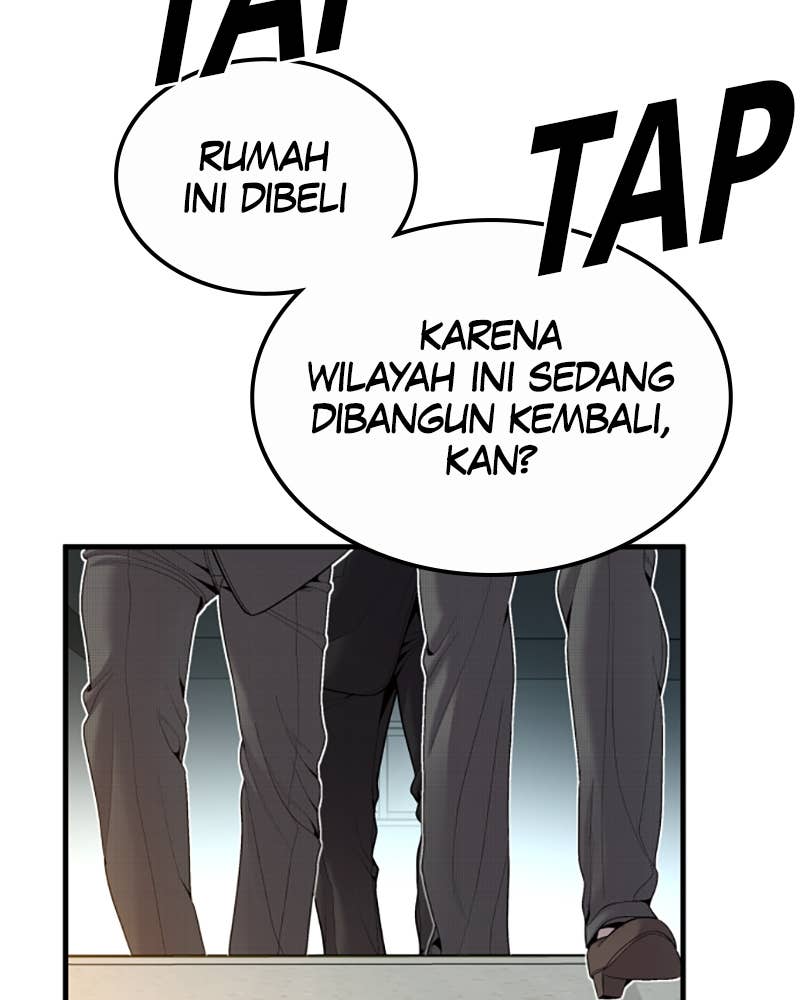 TAP
TAP
RUMAH
INI DIBELI
KARENA
WILAYAH INI SEDANG
DIBANGUN KEMBALI,
KAN?